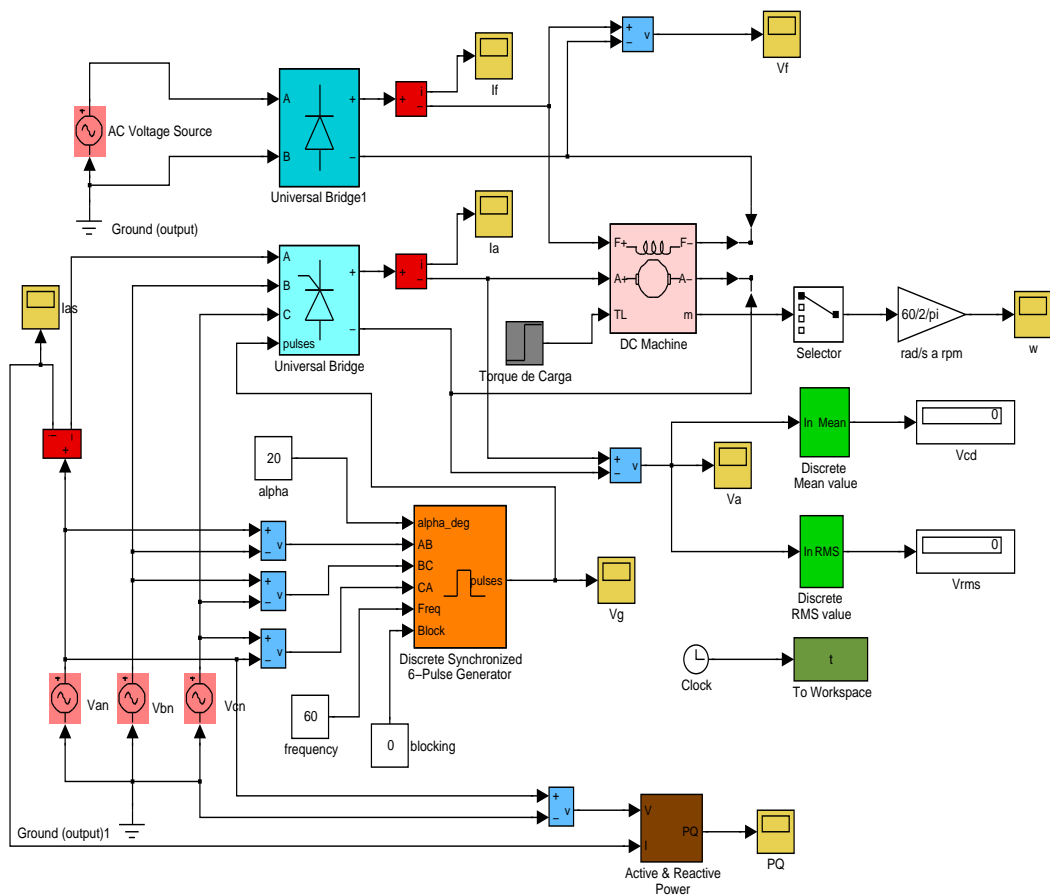 +
v
−
Vf
If
+
A
+
+
i
−
AC Voltage Source
B
−
Universal Bridge1
Ground (output)
Ia
A
+
+
i
−
B
C
−
pulses
Universal Bridge
F+
F−
A+
A−
TL
m
DC Machine
Selector
60/2/pi
rad/s a rpm
w
Ias
Torque de Carga
−
i
+
In
Mean
Discrete
Mean value
0
Vcd
+
v
−
Va
20
alpha
alpha_deg
AB
BC
CA
Freq
Block
pulses
Discrete Synchronized
6−Pulse Generator
+
v
−
+
v
−
+
v
−
Vg
In
RMS
Discrete
RMS value
0
Vrms
Clock
t
To Workspace
+
Van
+
Vbn
+
Vcn
60
frequency
0
blocking
Ground (output)1
+
v
−
V
I
PQ
Active & Reactive
Power
PQ